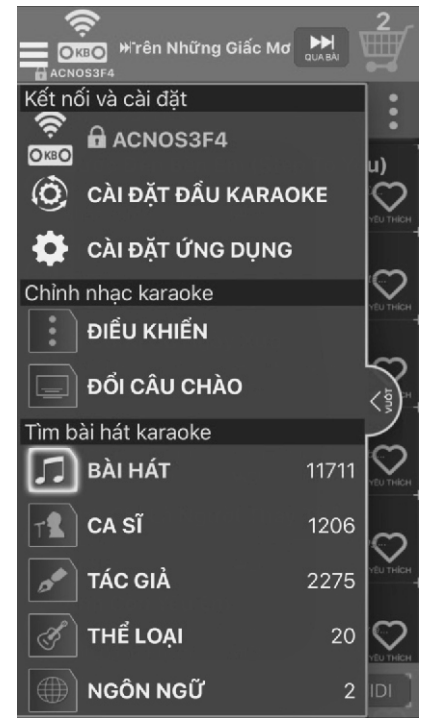 2
OKBO
⏭ rên Những Giấc Mơ
QUA BÀI
ACNOS3F4
Kết nối và cài đặt
OKBO
ACNOS3F4
CÀI ĐẶT ĐẦU KARAOKE
u)
YÊU THÍCH
CÀI ĐẶT ỨNG DỤNG
Chỉnh nhạc karaoke
YÊU THÍCH
ĐIỀU KHIỂN
ĐỔI CÂU CHÀO
VUỐT
Tìm bài hát karaoke
BÀI HÁT 11711
YÊU THÍCH
CA SĨ 1206
TÁC GIẢ 2275
YÊU THÍCH
THỂ LOẠI 20
YÊU THÍCH
NGÔN NGỮ 2
IDI